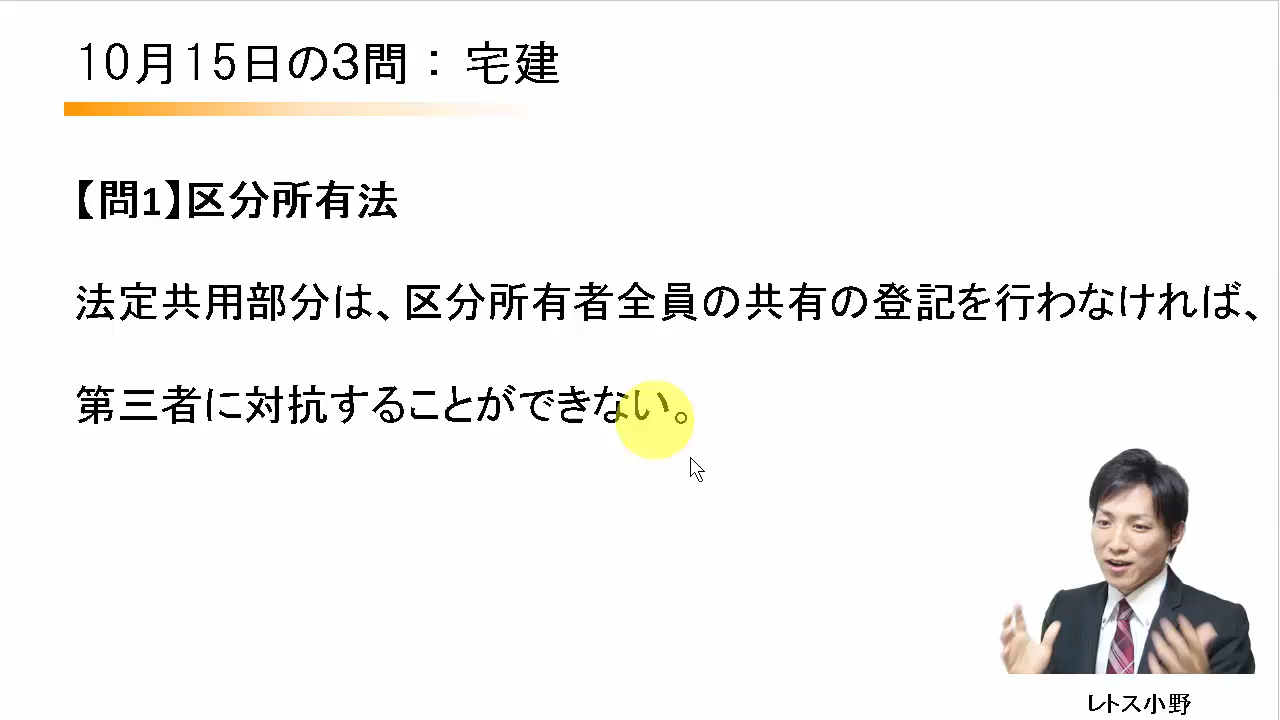 10月15日の3問：宅建
【問1】区分所有法
法定共用部分は、区分所有者全員の共有の登記を行わなければ、
第三者に対抗することができない。
レトス小野